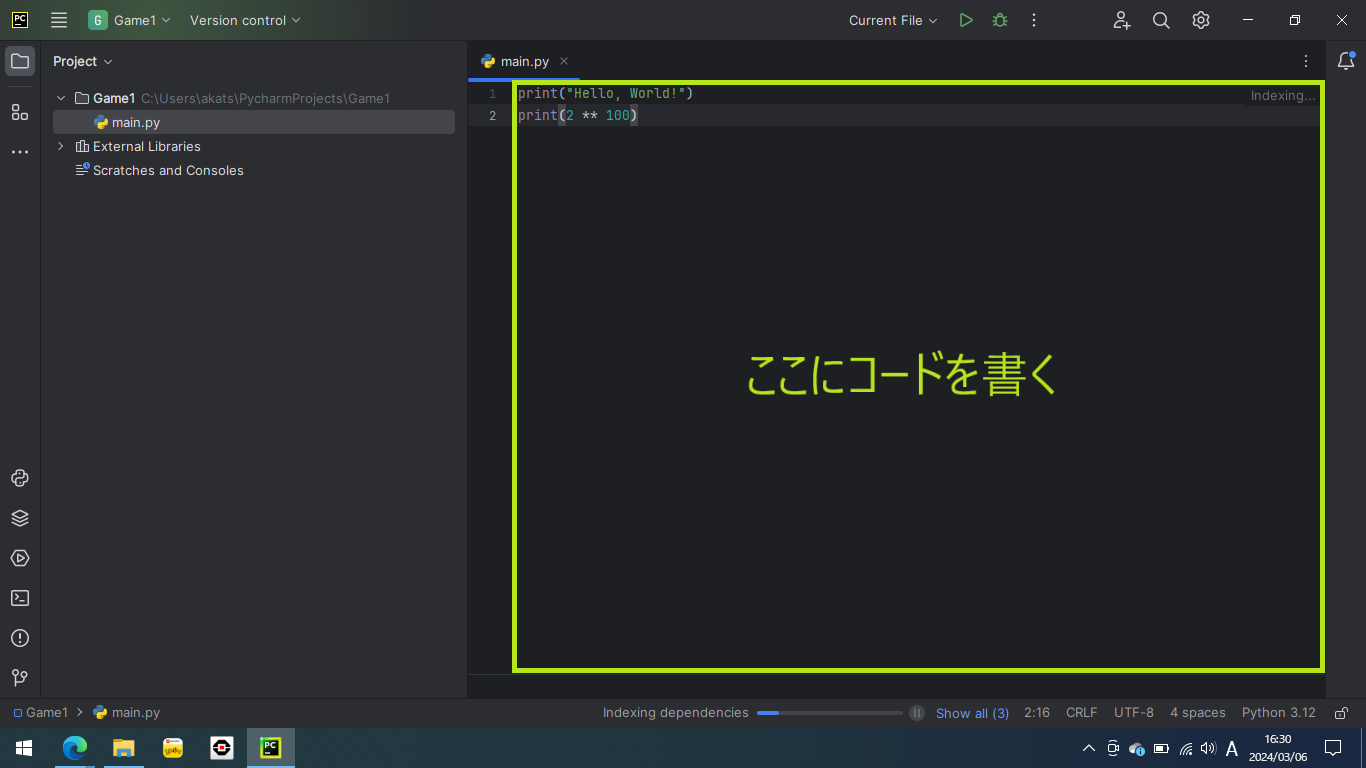 PC
G Game1
Version control
Current File
Project
main.py
Game1 C:\Users\akats\PycharmProjects\Game1
main.py
External Libraries
Scratches and Consoles
1 print("Hello, World!")
2 print(2 ** 100)
Indexing...
ここにコードを書く
Game1 main.py
Indexing dependencies
Show all (3)
2:16
CRLF
UTF-8
4 spaces
Python 3.12
PC
A
16:30
2024/03/06